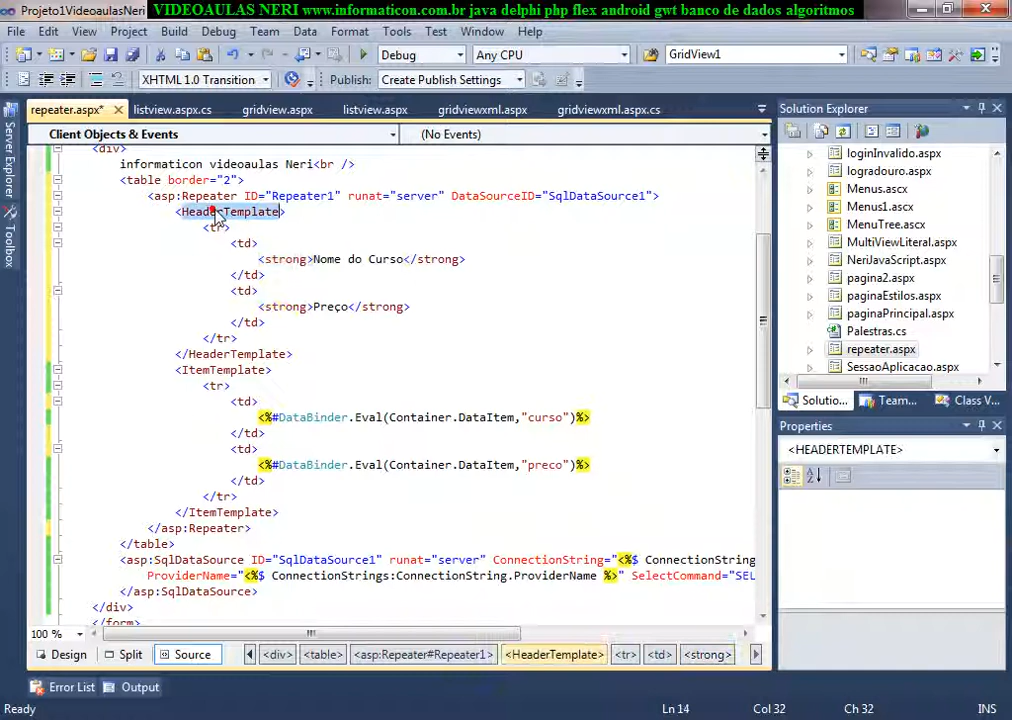 Projeto1VideoaulasNeri
VIDEOAULAS NERI www.informaticon.com.br java delphi php flex android gwt banco de dados algoritmos
File Edit View Project Build Debug Team Data Format Tools Test Window Help
Debug Any CPU GridView1
XHTML 1.0 Transition Publish: Create Publish Settings
repeater.aspx* listview.aspx.cs gridview.aspx listview.aspx gridviewxml.aspx gridviewxml.aspx.cs
Client Objects & Events (No Events)
Server Explorer
Toolbox
<div>
informaticon videoaulas Neri<br />
<table border="2">
<asp:Repeater ID="Repeater1" runat="server" DataSourceID="SqlDataSource1">
<HeaderTemplate>
<tr>
<td>
<strong>Nome do Curso</strong>
</td>
<td>
<strong>Preço</strong>
</td>
</tr>
</HeaderTemplate>
<ItemTemplate>
<tr>
<td>
<%#DataBinder.Eval(Container.DataItem,"curso")%>
</td>
<td>
<%#DataBinder.Eval(Container.DataItem,"preco")%>
</td>
</tr>
</ItemTemplate>
</asp:Repeater>
</table>
<asp:SqlDataSource ID="SqlDataSource1" runat="server" ConnectionString="<%$ ConnectionString
ProviderName="<%$ ConnectionStrings:ConnectionString.ProviderName %>" SelectCommand="SEL
</asp:SqlDataSource>
</div>
</form>
100 %
Design Split Source <div> <table> <asp:Repeater#Repeater1> <HeaderTemplate> <tr> <td> <strong>
Solution Explorer
loginInvalido.aspx
logradouro.aspx
Menus.ascx
Menus1.ascx
MenuTree.ascx
MultiViewLiteral.aspx
NeriJavaScript.aspx
pagina2.aspx
paginaEstilos.aspx
paginaPrincipal.aspx
Palestras.cs
repeater.aspx
SessaoAplicacao.aspx
Solutio... Team... Class V...
Properties
<HEADERTEMPLATE>
Error List Output
Ready Ln 14 Col 32 Ch 32 INS